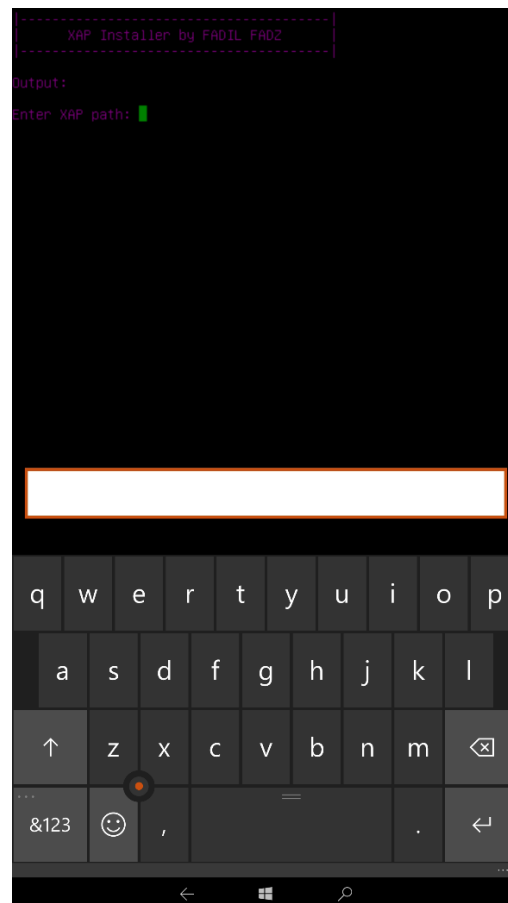 |-------------------------------------|
| XAP Installer by FADIL FADZ |
|-------------------------------------|
Output:
Enter XAP path:
q w e r t y u i o p
a s d f g h j k l
z x c v b n m
&123 , .